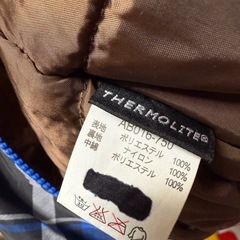 THERMOLITE®
AB016-750
表地 ポリエステル 100%
裏地 ナイロン 100%
中綿 ポリエステル 100%